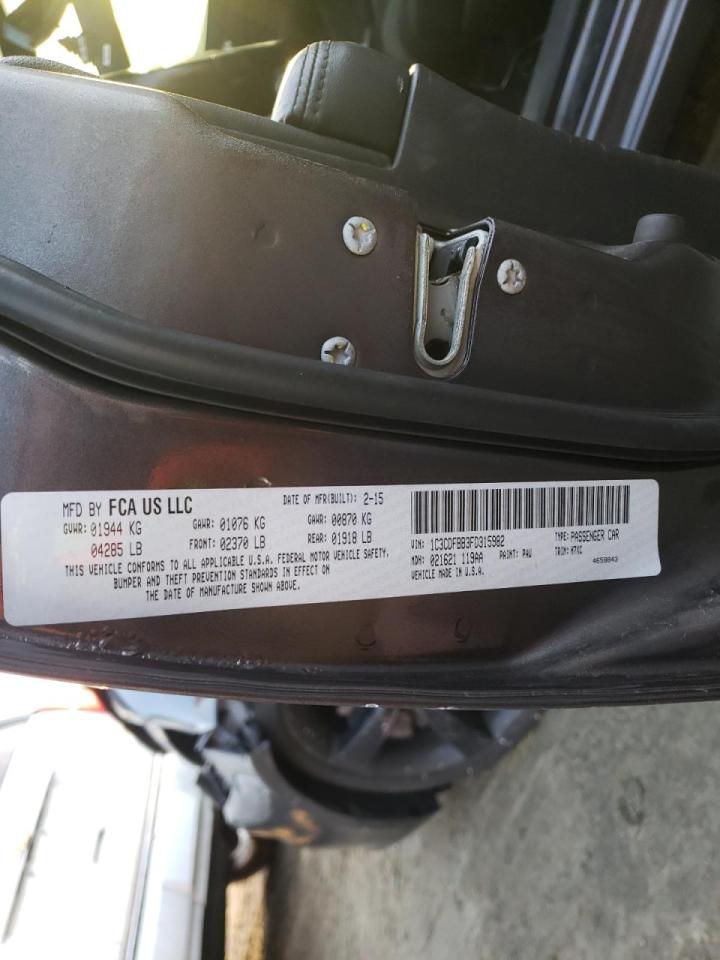 MFD BY FCA US LLC
DATE OF MFR(BUILT): 2-15
GVWR: 01944 KG GAWR: 01076 KG GAWR: 00870 KG
04285 LB FRONT: 02370 LB REAR: 01918 LB
THIS VEHICLE CONFORMS TO ALL APPLICABLE U.S.A. FEDERAL MOTOR VEHICLE SAFETY,
BUMPER AND THEFT PREVENTION STANDARDS IN EFFECT ON
THE DATE OF MANUFACTURE SHOWN ABOVE.
VIN: 1C3CDFBB3FD315982 TYPE: PASSENGER CAR
MDH: 021621 119AA PAINT: PAU TRIM: H7XC
VEHICLE MADE IN U.S.A. 4658043